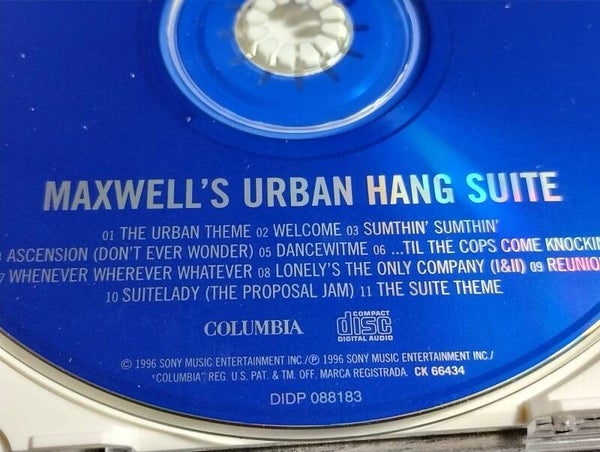 MAXWELL'S URBAN HANG SUITE
01 THE URBAN THEME 02 WELCOME 03 SUMTHIN' SUMTHIN'
ASCENSION (DON'T EVER WONDER) 05 DANCEWITME 06 ...TIL THE COPS COME KNOCKIN
7 WHENEVER WHEREVER WHATEVER 08 LONELY'S THE ONLY COMPANY (I&II) 09 REUNIO
10 SUITELADY (THE PROPOSAL JAM) 11 THE SUITE THEME
COLUMBIA COMPACT disc DIGITAL AUDIO
© 1996 SONY MUSIC ENTERTAINMENT INC./℗ 1996 SONY MUSIC ENTERTAINMENT INC./
"COLUMBIA" REG. U.S. PAT. & TM. OFF. MARCA REGISTRADA. CK 66434
DIDP 088183